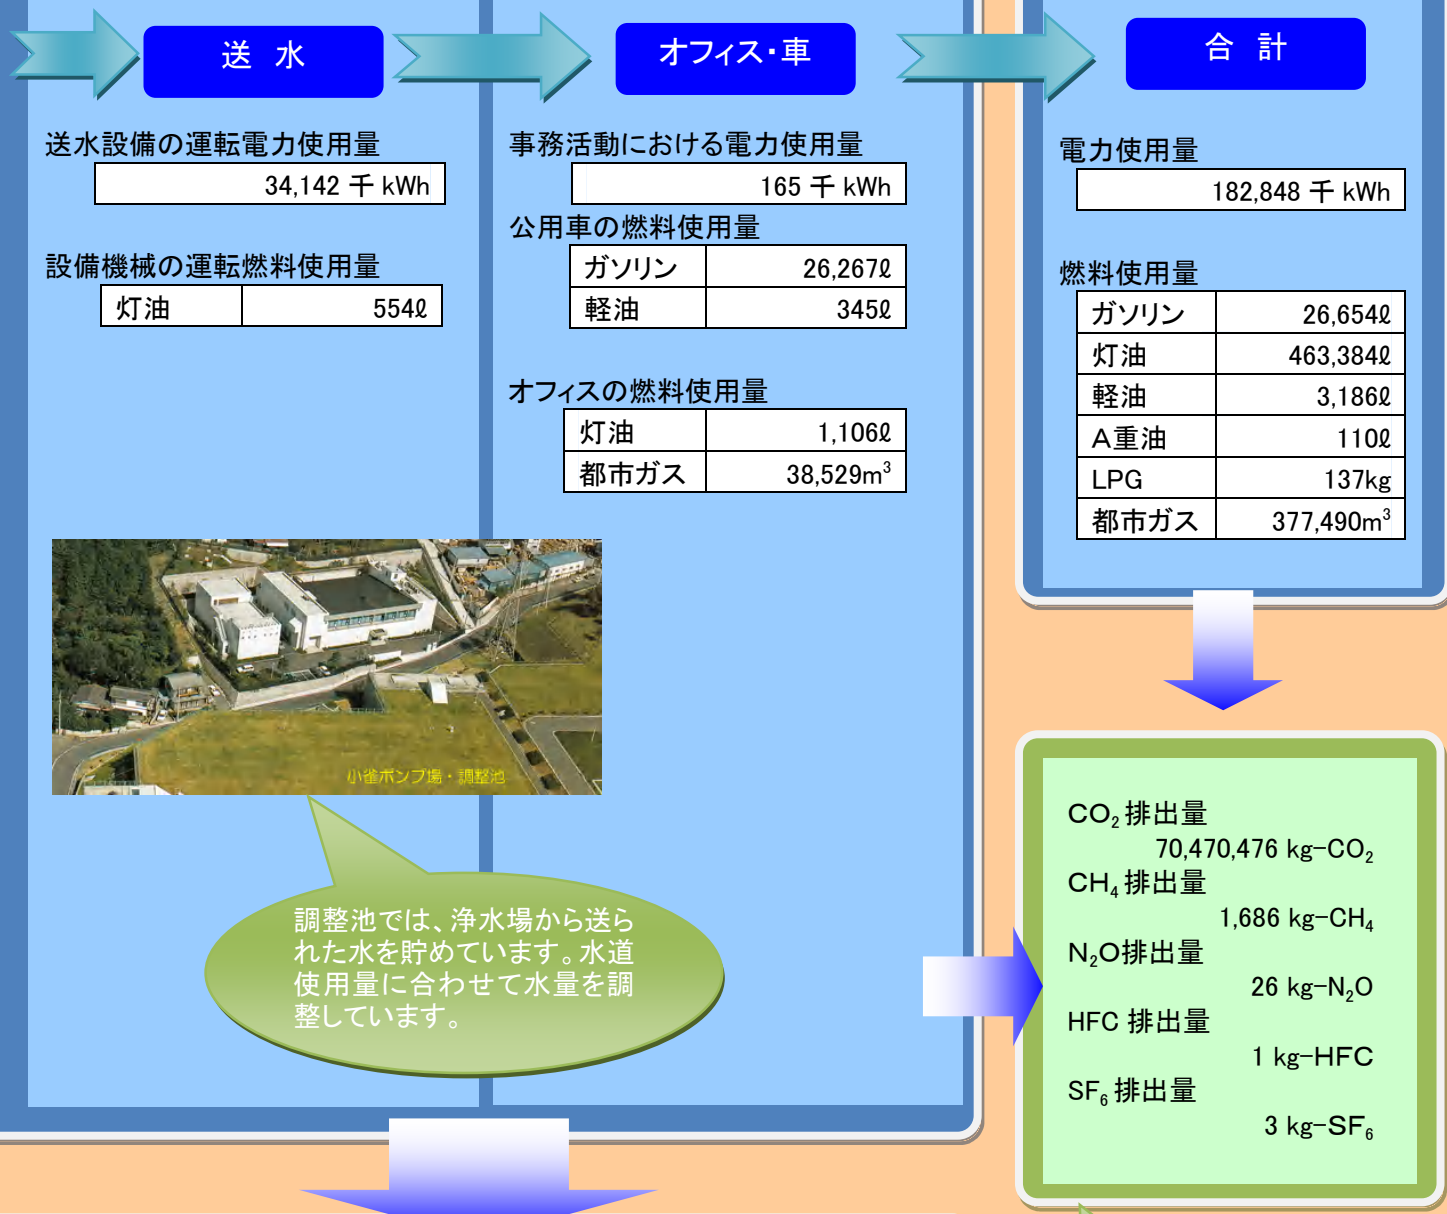 送 水
送水設備の運転電力使用量
34,142 千 kWh
設備機械の運転燃料使用量
灯油 554ℓ
小雀ポンプ場・調整池
調整池では、浄水場から送ら
れた水を貯めています。水道
使用量に合わせて水量を調
整しています。
オフィス・車
事務活動における電力使用量
165 千 kWh
公用車の燃料使用量
ガソリン 26,267ℓ
軽油 345ℓ
オフィスの燃料使用量
灯油 1,106ℓ
都市ガス 38,529m³
合 計
電力使用量
182,848 千 kWh
燃料使用量
ガソリン 26,654ℓ
灯油 463,384ℓ
軽油 3,186ℓ
A重油 110ℓ
LPG 137kg
都市ガス 377,490m³
CO₂排出量
70,470,476 kg-CO₂
CH₄排出量
1,686 kg-CH₄
N₂O排出量
26 kg-N₂O
HFC 排出量
1 kg-HFC
SF₆排出量
3 kg-SF₆